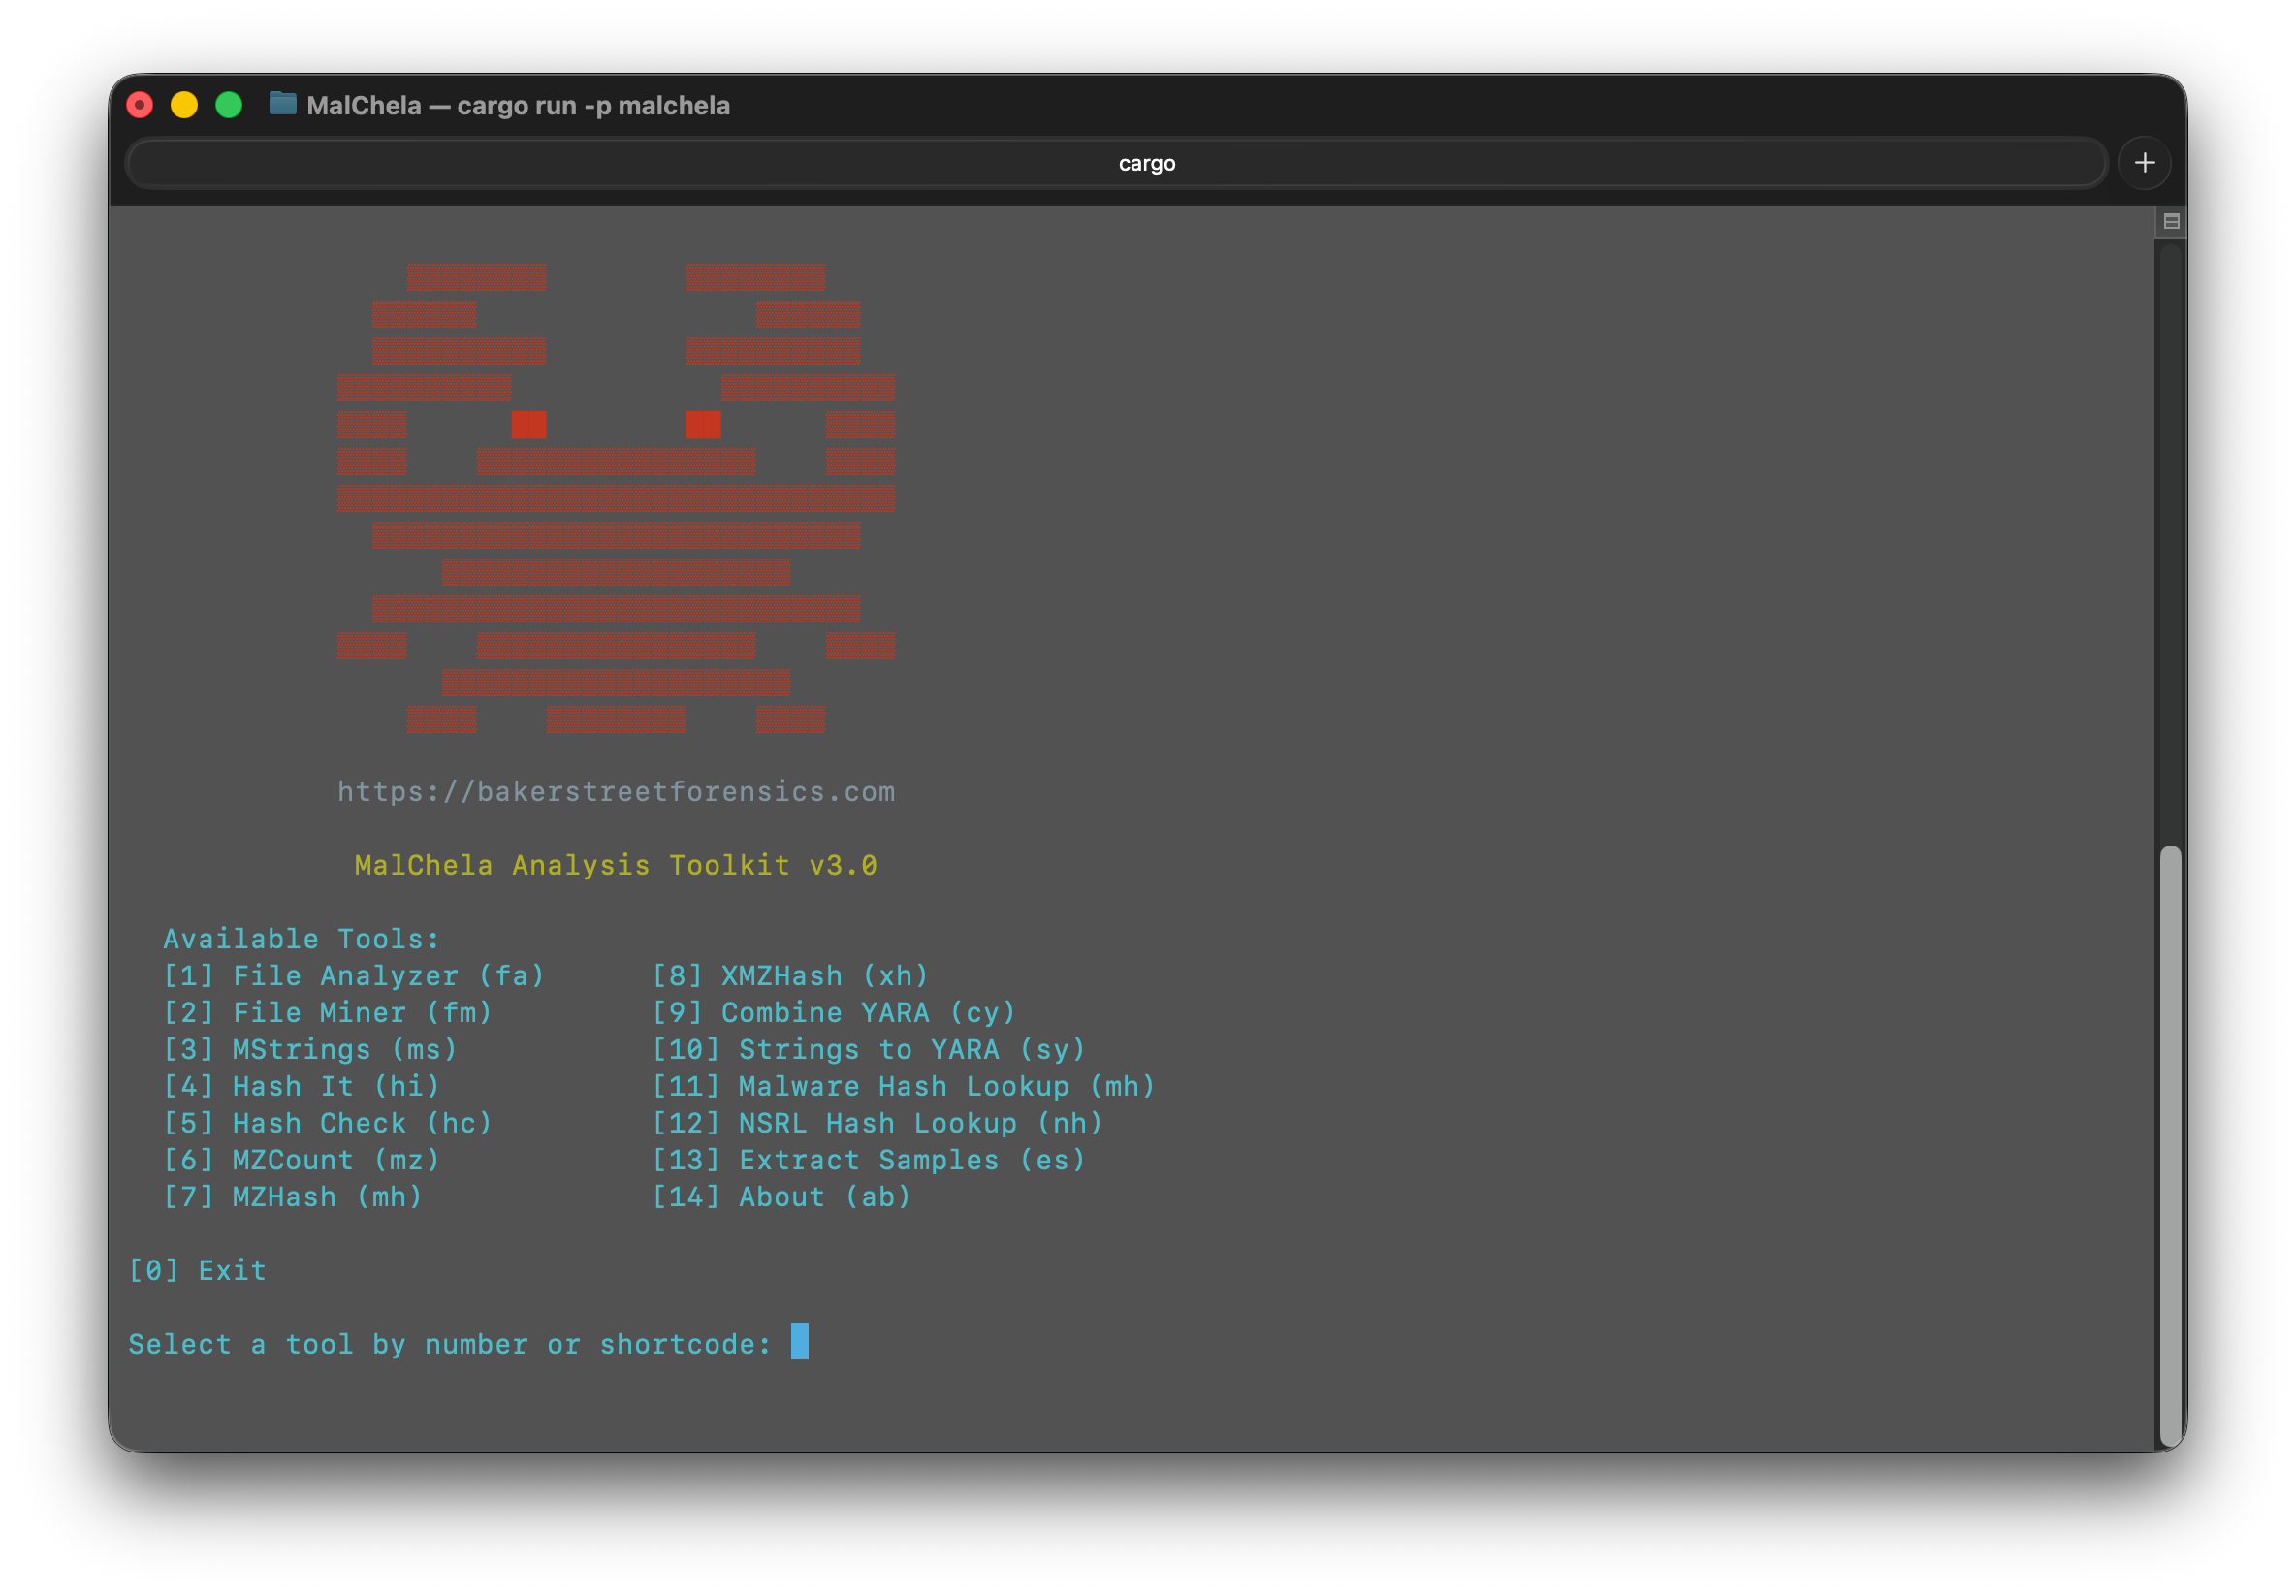 MalChela — cargo run -p malchela
cargo
https://bakerstreetforensics.com
MalChela Analysis Toolkit v3.0
Available Tools:
[1] File Analyzer (fa) [8] XMZHash (xh)
[2] File Miner (fm) [9] Combine YARA (cy)
[3] MStrings (ms) [10] Strings to YARA (sy)
[4] Hash It (hi) [11] Malware Hash Lookup (mh)
[5] Hash Check (hc) [12] NSRL Hash Lookup (nh)
[6] MZCount (mz) [13] Extract Samples (es)
[7] MZHash (mh) [14] About (ab)
[0] Exit
Select a tool by number or shortcode: